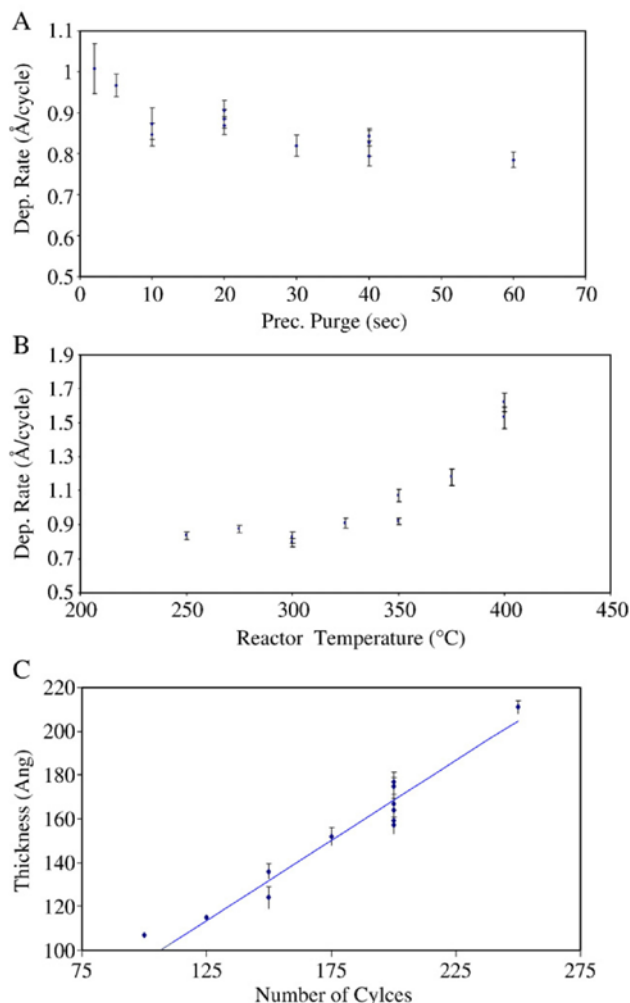 A
1.1
1
0.9
0.8
0.7
0.6
0.5
Dep. Rate (Å/cycle)
0 10 20 30 40 50 60 70
Prec. Purge (sec)
B
1.9
1.7
1.5
1.3
1.1
0.9
0.7
0.5
Dep. Rate (Å/cycle)
200 250 300 350 400 450
Reactor Temperature (°C)
C
220
200
180
160
140
120
100
Thickness (Ang)
75 125 175 225 275
Number of Cylces